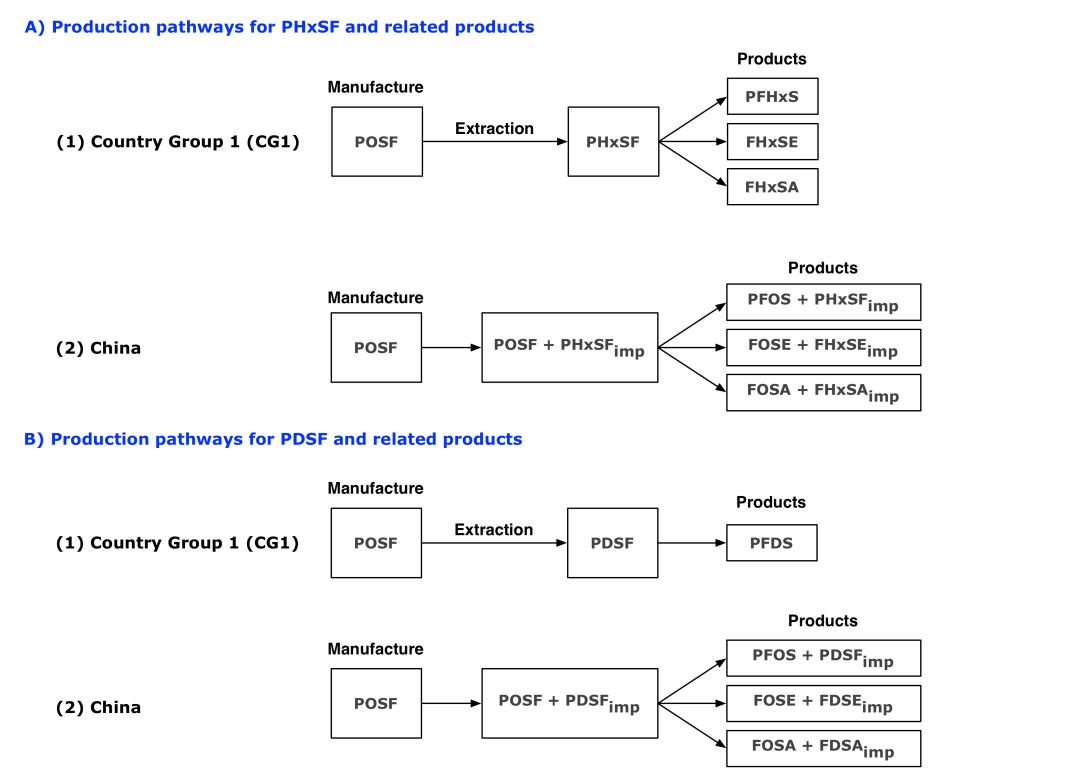 A) Production pathways for PHxSF and related products
Products
Manufacture
PFHxS
(1) Country Group 1 (CG1)
POSF
Extraction
PHxSF
FHxSE
FHxSA
Products
Manufacture
PFOS + PHxSFimp
(2) China
POSF
POSF + PHxSFimp
FOSE + FHxSEimp
FOSA + FHxSAimp
B) Production pathways for PDSF and related products
Manufacture
Products
(1) Country Group 1 (CG1)
POSF
Extraction
PDSF
PFDS
Products
Manufacture
PFOS + PDSFimp
(2) China
POSF
POSF + PDSFimp
FOSE + FDSEimp
FOSA + FDSAimp